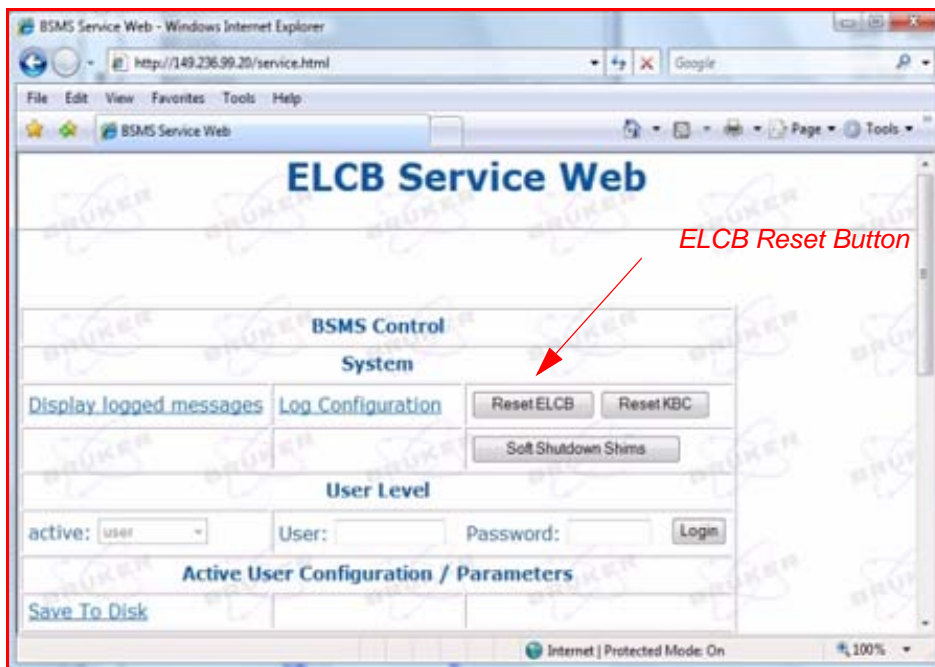 BSMS Service Web - Windows Internet Explorer
http://149.236.99.20/service.html
Google
File Edit View Favorites Tools Help
BSMS Service Web
Page Tools
ELCB Service Web
ELCB Reset Button
BSMS Control
System
Display logged messages Log Configuration Reset ELCB Reset KBC
Soft Shutdown Shims
User Level
active: user User: Password: Login
Active User Configuration / Parameters
Save To Disk
Internet | Protected Mode: On 100%
BRUKER